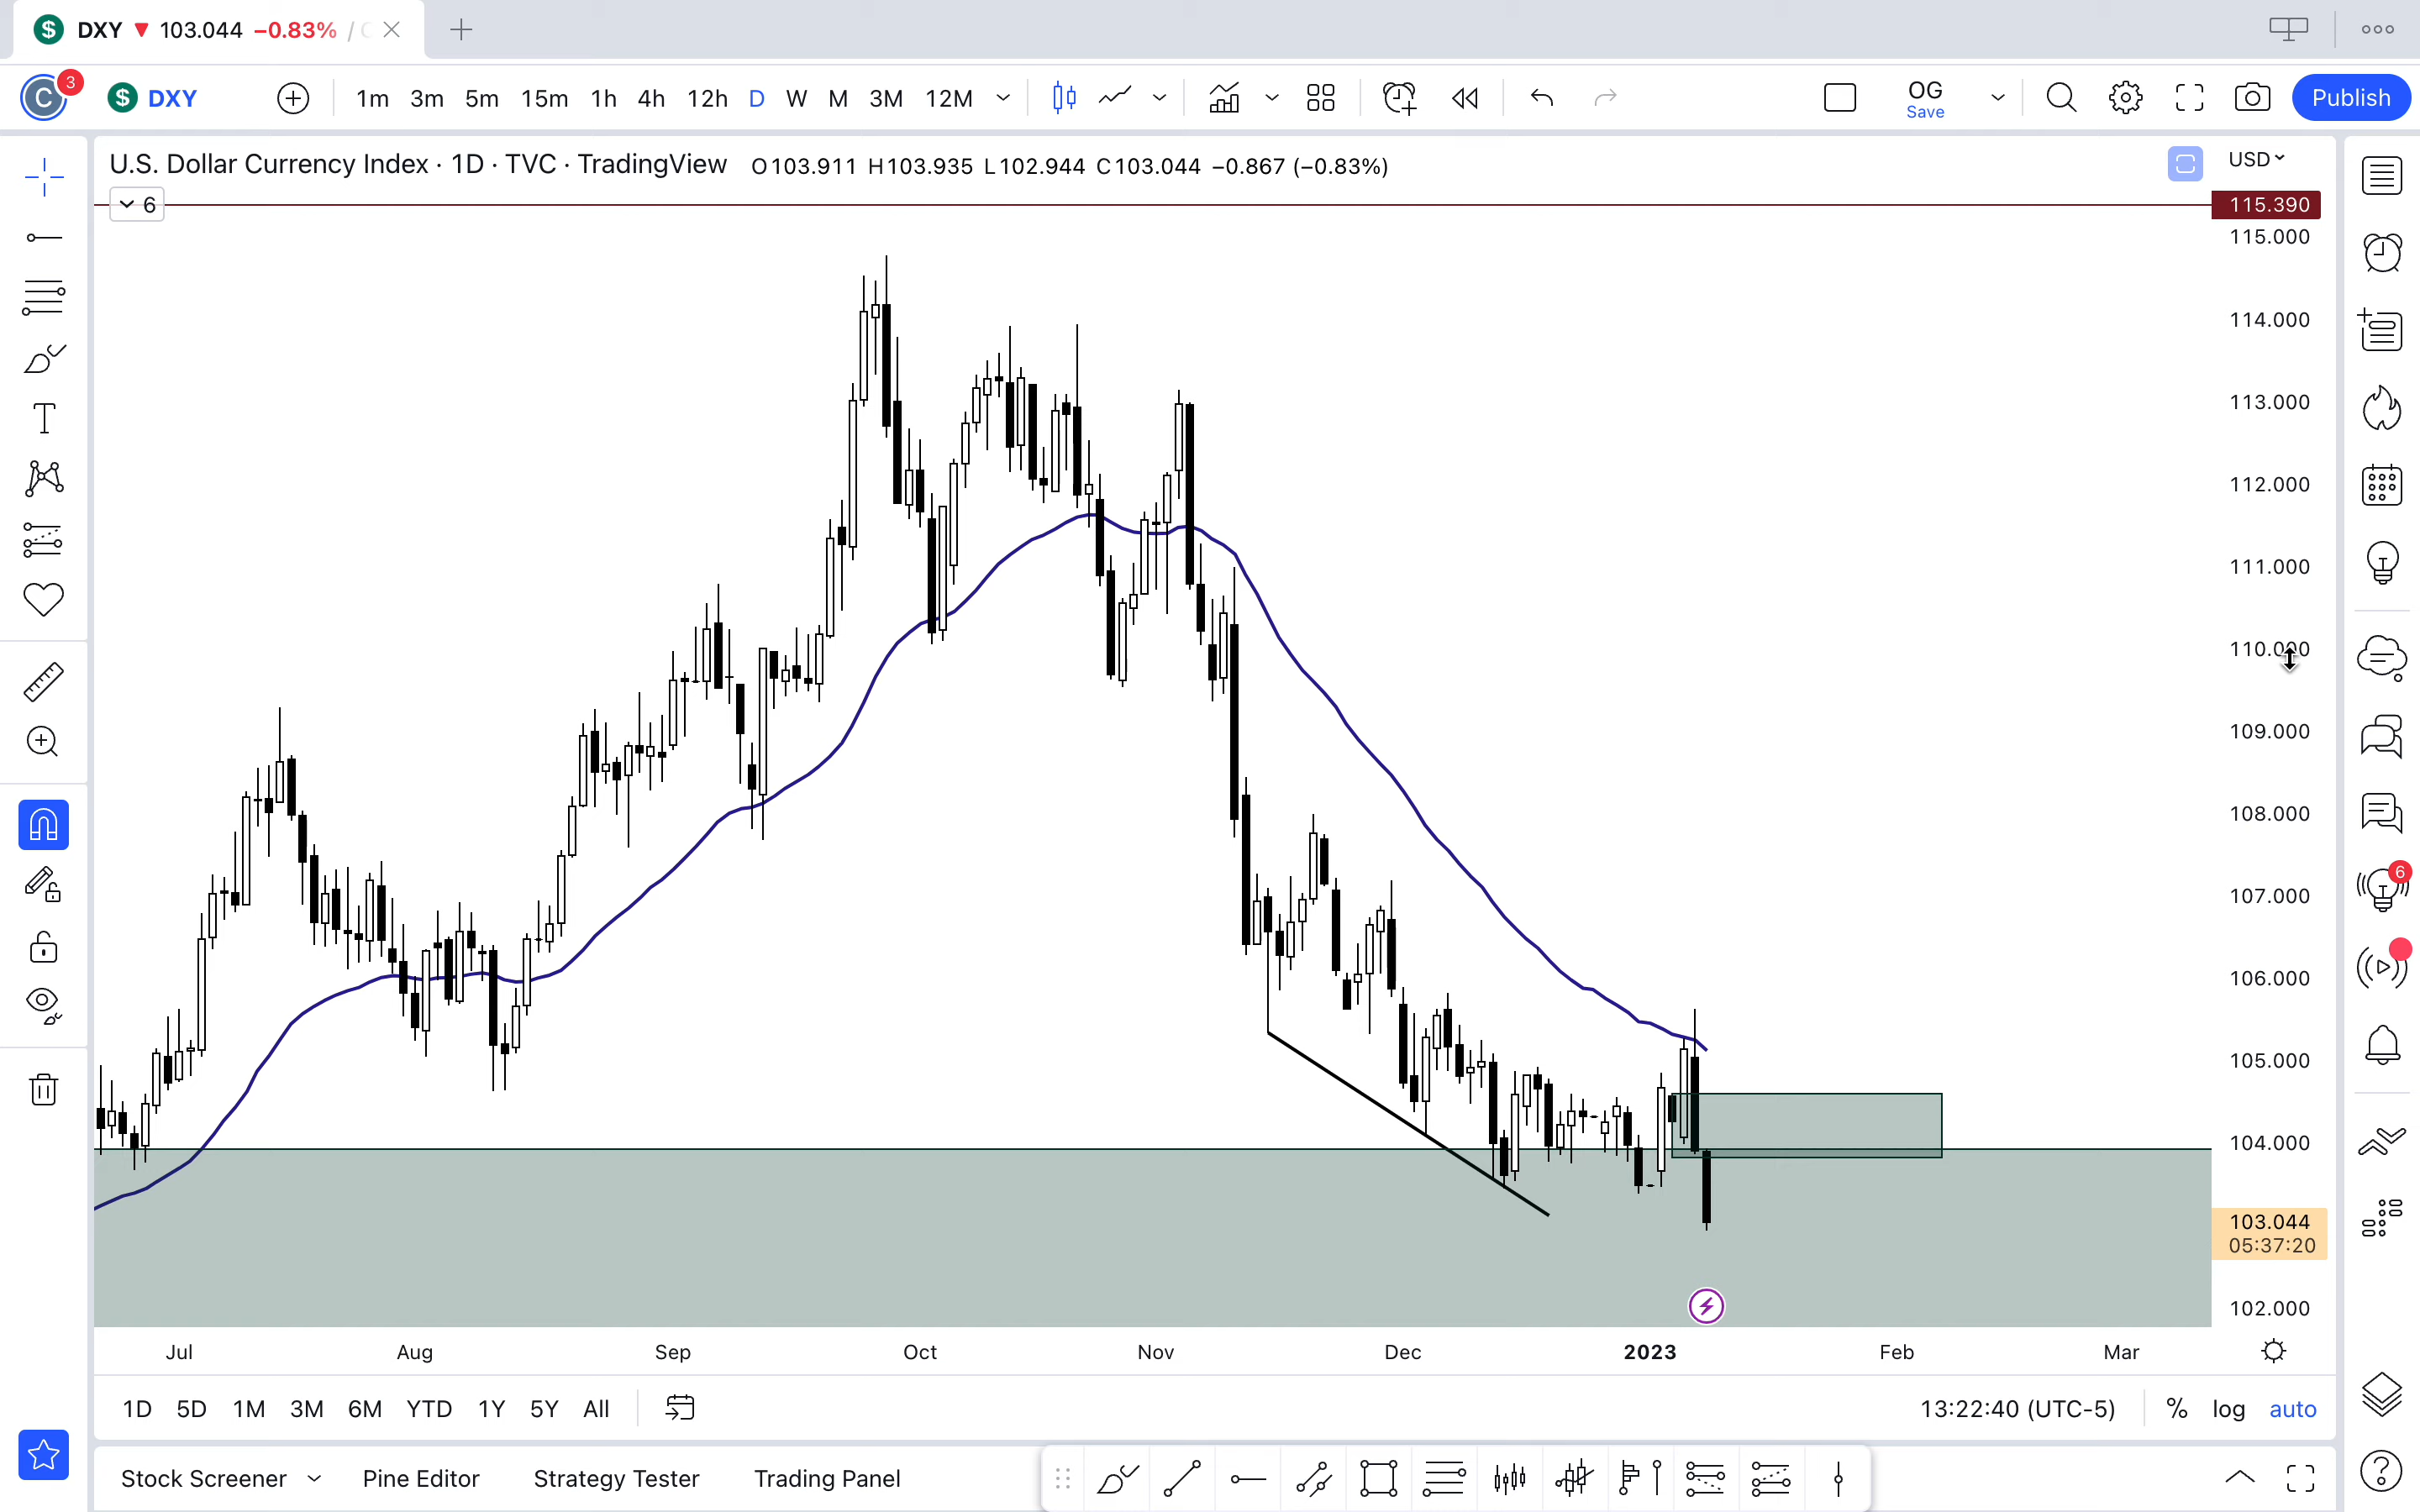 DXY ▼ 103.044 −0.83% /
C 3 DXY 1m 3m 5m 15m 1h 4h 12h D W M 3M 12M OG Publish
Save
U.S. Dollar Currency Index · 1D · TVC · TradingView O103.911 H103.935 L102.944 C103.044 −0.867 (−0.83%) USD
6 115.390
115.000
114.000
113.000
112.000
111.000
110.000
109.000
108.000
107.000
6
106.000
105.000
104.000
103.044
05:37:20
102.000
Jul Aug Sep Oct Nov Dec 2023 Feb Mar
1D 5D 1M 3M 6M YTD 1Y 5Y All 13:22:40 (UTC-5) % log auto
Stock Screener Pine Editor Strategy Tester Trading Panel